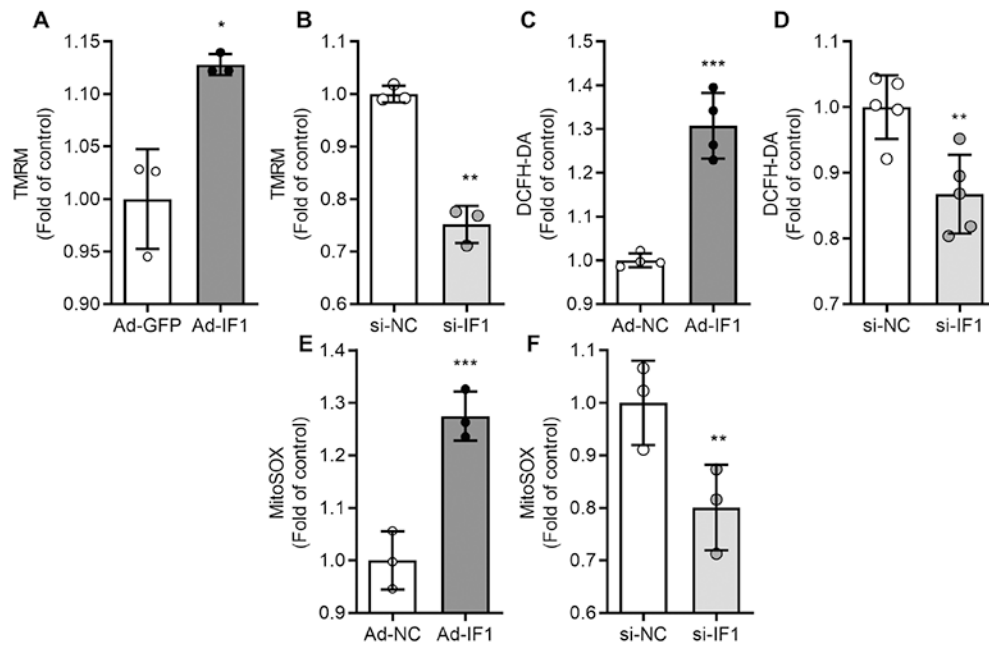 A
TMRM
(Fold of control)
1.15
1.10
1.05
1.00
0.95
0.90
*
Ad-GFP
Ad-IF1
B
TMRM
(Fold of control)
1.1
1.0
0.9
0.8
0.7
0.6
**
si-NC
si-IF1
C
DCFH-DA
(Fold of control)
1.5
1.4
1.3
1.2
1.1
1.0
0.9
***
Ad-NC
Ad-IF1
D
DCFH-DA
(Fold of control)
1.1
1.0
0.9
0.8
0.7
**
si-NC
si-IF1
E
MitoSOX
(Fold of control)
1.4
1.3
1.2
1.1
1.0
0.9
***
Ad-NC
Ad-IF1
F
MitoSOX
(Fold of control)
1.1
1.0
0.9
0.8
0.7
0.6
**
si-NC
si-IF1